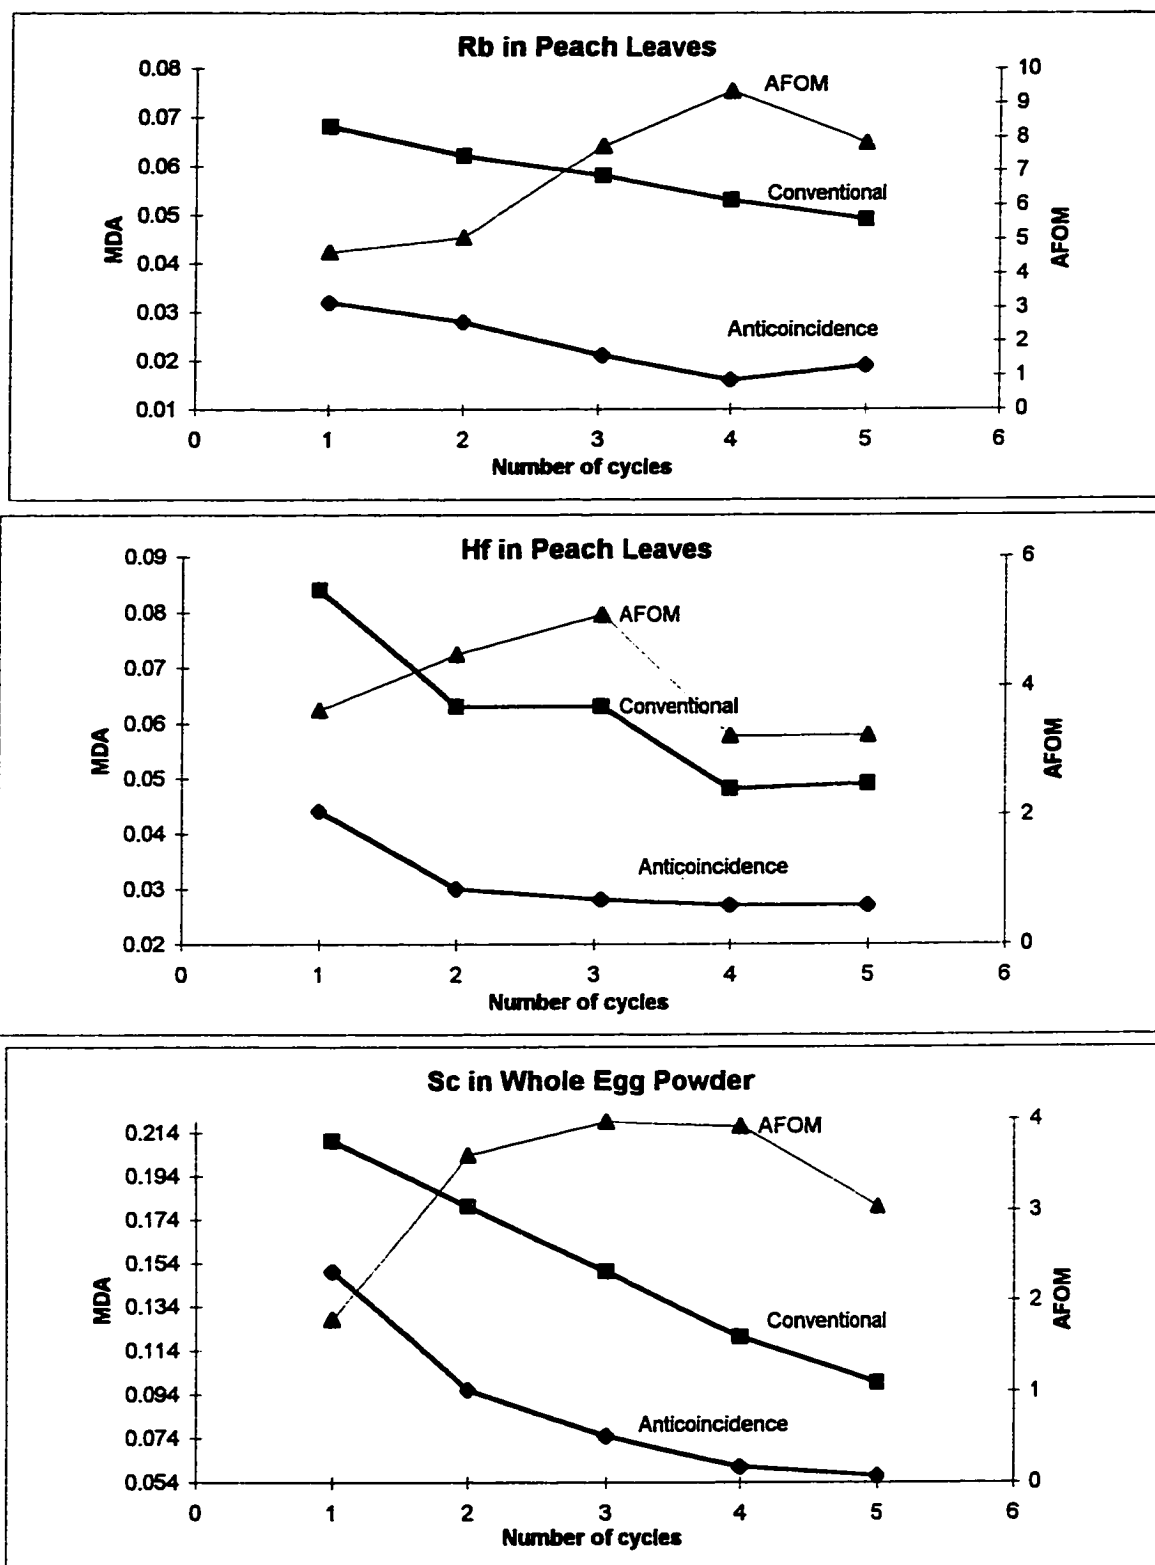 Rb in Peach Leaves
0.08
0.07
0.06
0.05
0.04
0.03
0.02
0.01
MDA
10
9
8
7
6
5
4
3
2
1
0
AFOM
AFOM
Conventional
Anticoincidence
0 1 2 3 4 5 6
Number of cycles
Hf in Peach Leaves
0.09
0.08
0.07
0.06
0.05
0.04
0.03
0.02
MDA
6
4
2
0
AFOM
AFOM
Conventional
Anticoincidence
0 1 2 3 4 5 6
Number of cycles
Sc in Whole Egg Powder
0.214
0.194
0.174
0.154
0.134
0.114
0.094
0.074
0.054
MDA
4
3
2
1
0
AFOM
AFOM
Conventional
Anticoincidence
0 1 2 3 4 5 6
Number of cycles